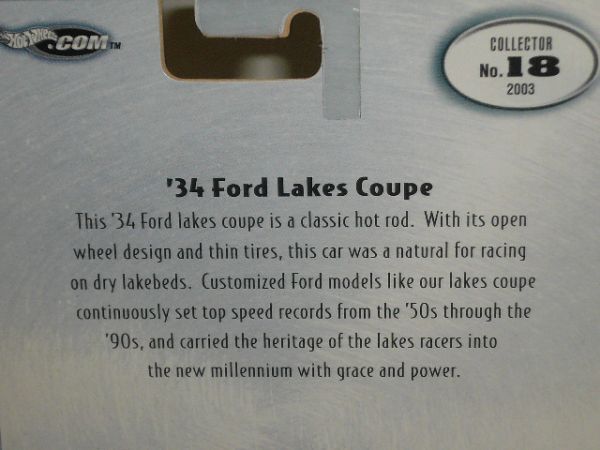 HotWheels.COM™
COLLECTOR
No. 18
2003
'34 Ford Lakes Coupe
This '34 Ford lakes coupe is a classic hot rod. With its open
wheel design and thin tires, this car was a natural for racing
on dry lakebeds. Customized Ford models like our lakes coupe
continuously set top speed records from the '50s through the
'90s, and carried the heritage of the lakes racers into
the new millennium with grace and power.